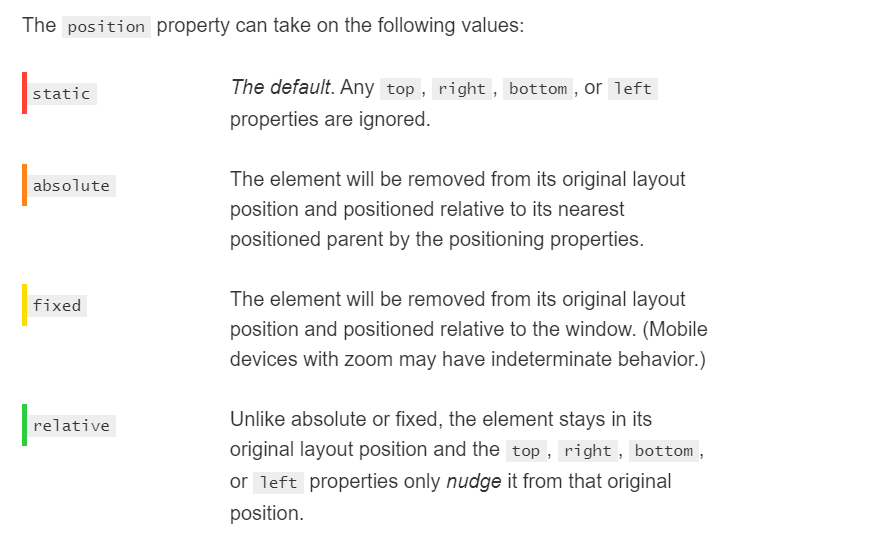 The position property can take on the following values:
static
The default. Any top, right, bottom, or left
properties are ignored.
absolute
The element will be removed from its original layout
position and positioned relative to its nearest
positioned parent by the positioning properties.
fixed
The element will be removed from its original layout
position and positioned relative to the window. (Mobile
devices with zoom may have indeterminate behavior.)
relative
Unlike absolute or fixed, the element stays in its
original layout position and the top, right, bottom,
or left properties only nudge it from that original
position.